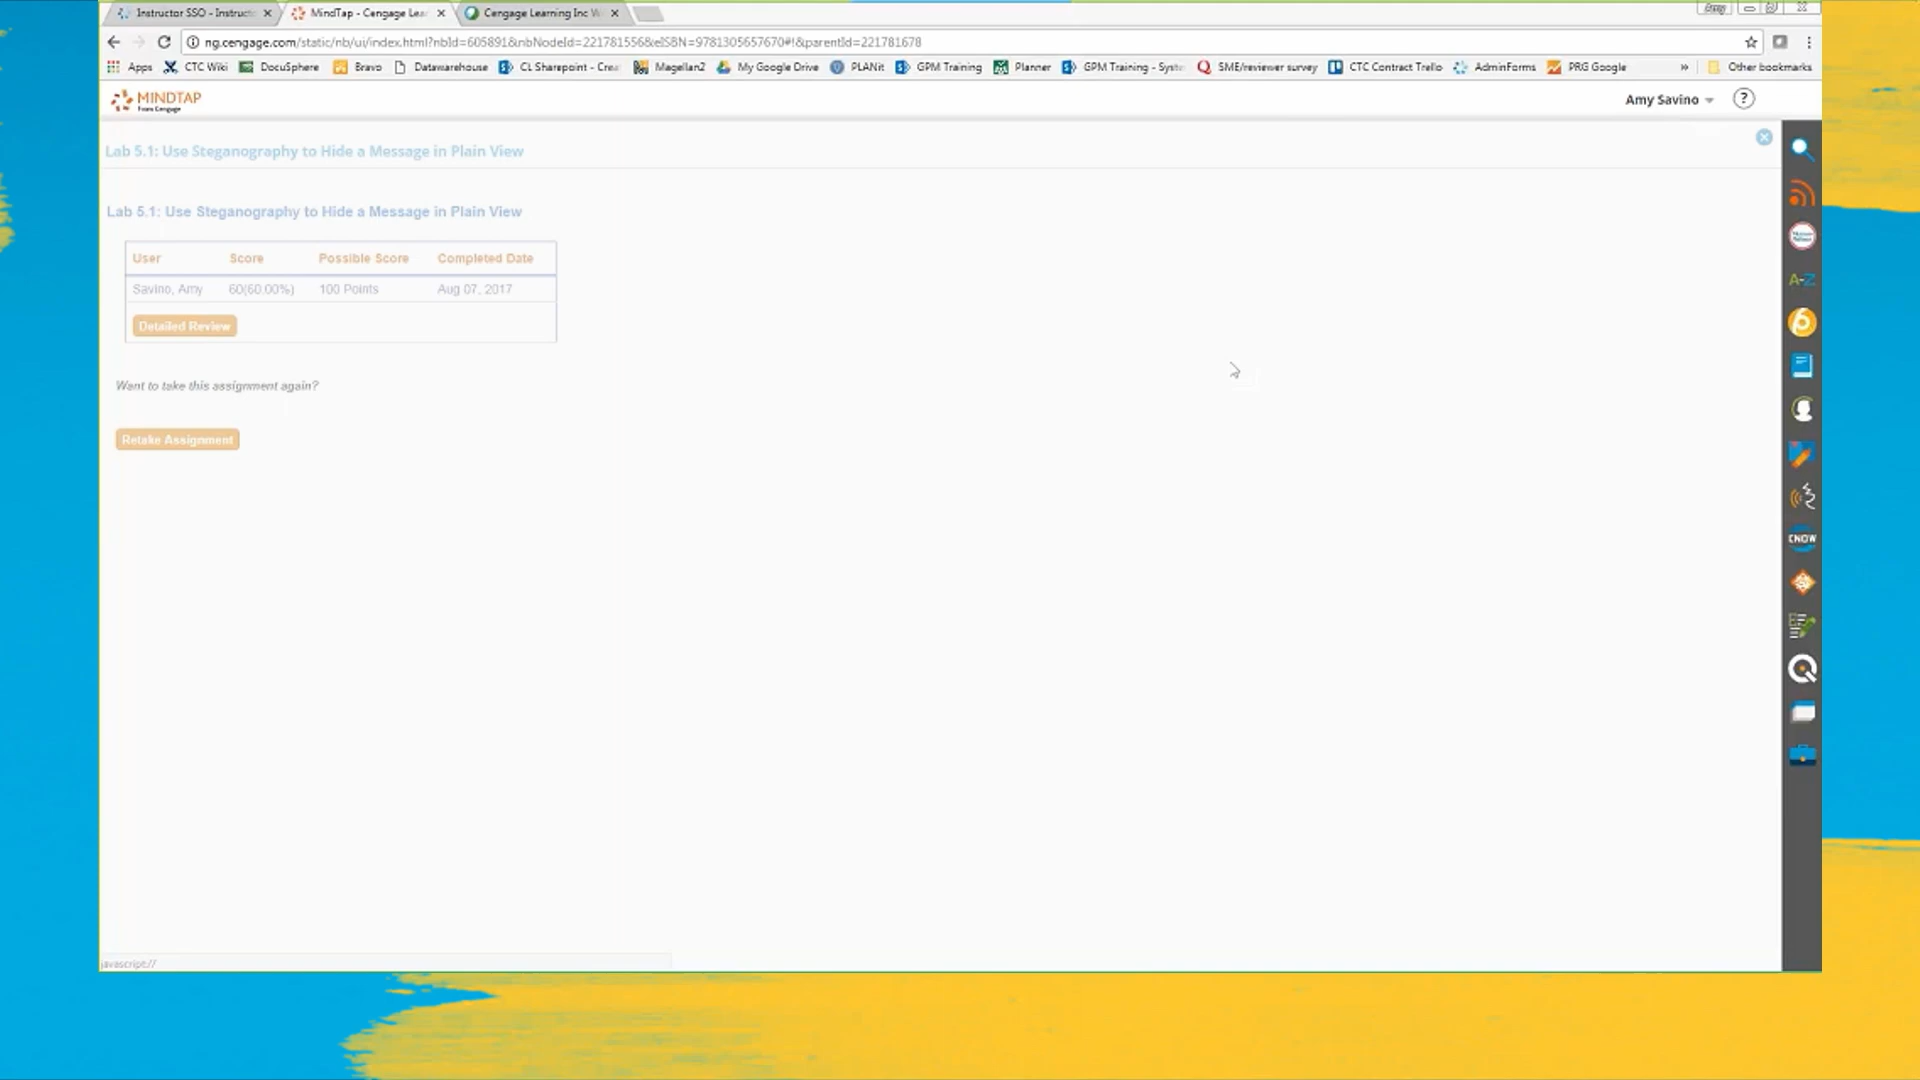 Instructor SSO - Instructo
MindTap - Cengage Lea
Cengage Learning Inc W
ng.cengage.com/static/nb/ui/index.html?nbId=605891&nbNodeId=221781556&eISBN=9781305657670#!&parentId=221781678
Apps CTC Wiki DocuSphere Bravo Datawarehouse CL Sharepoint - Crea Magellan2 My Google Drive PLANit GPM Training Planner GPM Training - Syste SME/reviewer survey CTC Contract Trello AdminForms PRG Google » Other bookmarks
MINDTAP
From Cengage
Amy Savino
?
Lab 5.1: Use Steganography to Hide a Message in Plain View
Lab 5.1: Use Steganography to Hide a Message in Plain View
User Score Possible Score Completed Date
Savino, Amy 60(60.00%) 100 Points Aug 07, 2017
Detailed Review
Want to take this assignment again?
Retake Assignment
A-Z
CNOW
javascript://